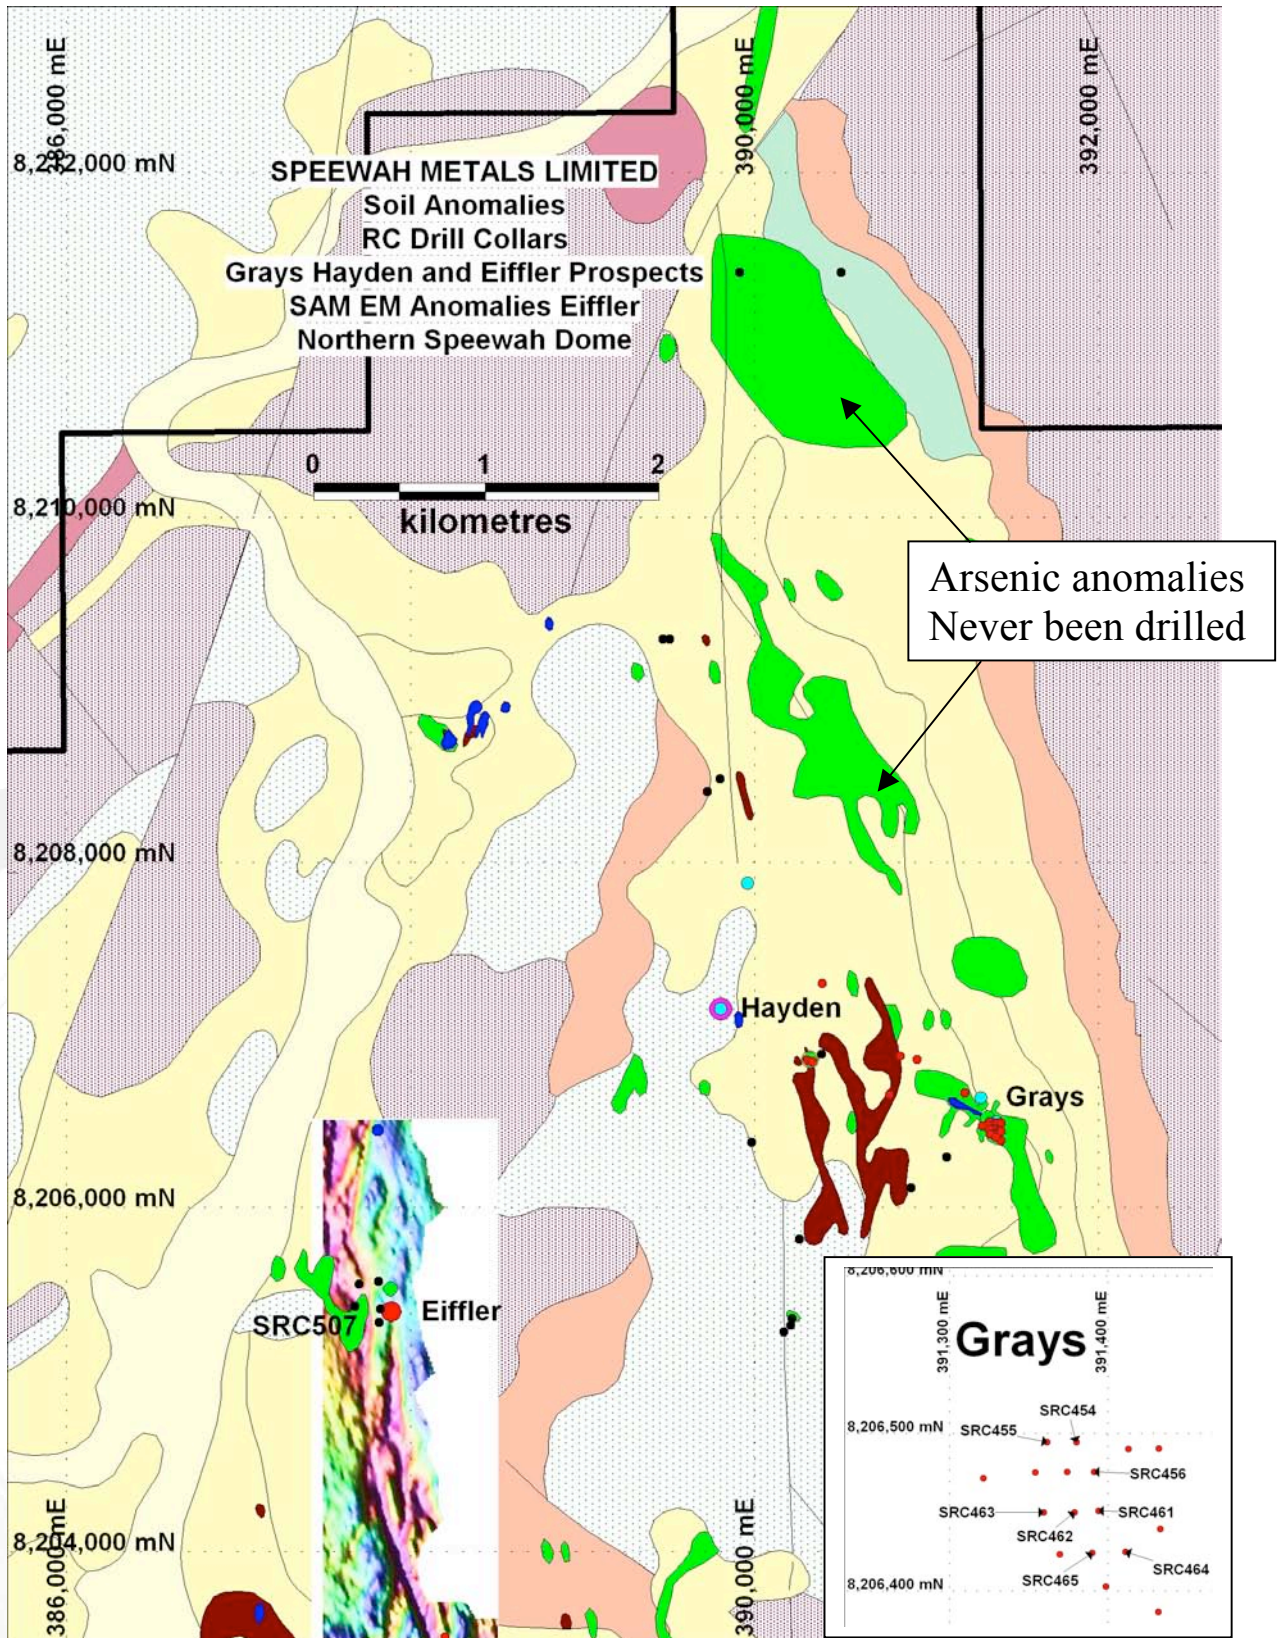 386,000 mE
390,000 mE
392,000 mE
8,212,000 mN
SPEEWAH METALS LIMITED
Soil Anomalies
RC Drill Collars
Grays Hayden and Eiffler Prospects
SAM EM Anomalies Eiffler
Northern Speewah Dome
0 1 2
kilometres
8,210,000 mN
Arsenic anomalies
Never been drilled
8,208,000 mN
Hayden
Grays
8,206,000 mN
SRC507
Eiffler
8,204,000 mN
386,000 mE
390,000 mE
8,206,600 mN
391,300 mE
391,400 mE
Grays
SRC454
SRC455
8,206,500 mN
SRC456
SRC463
SRC461
SRC462
SRC465
SRC464
8,206,400 mN